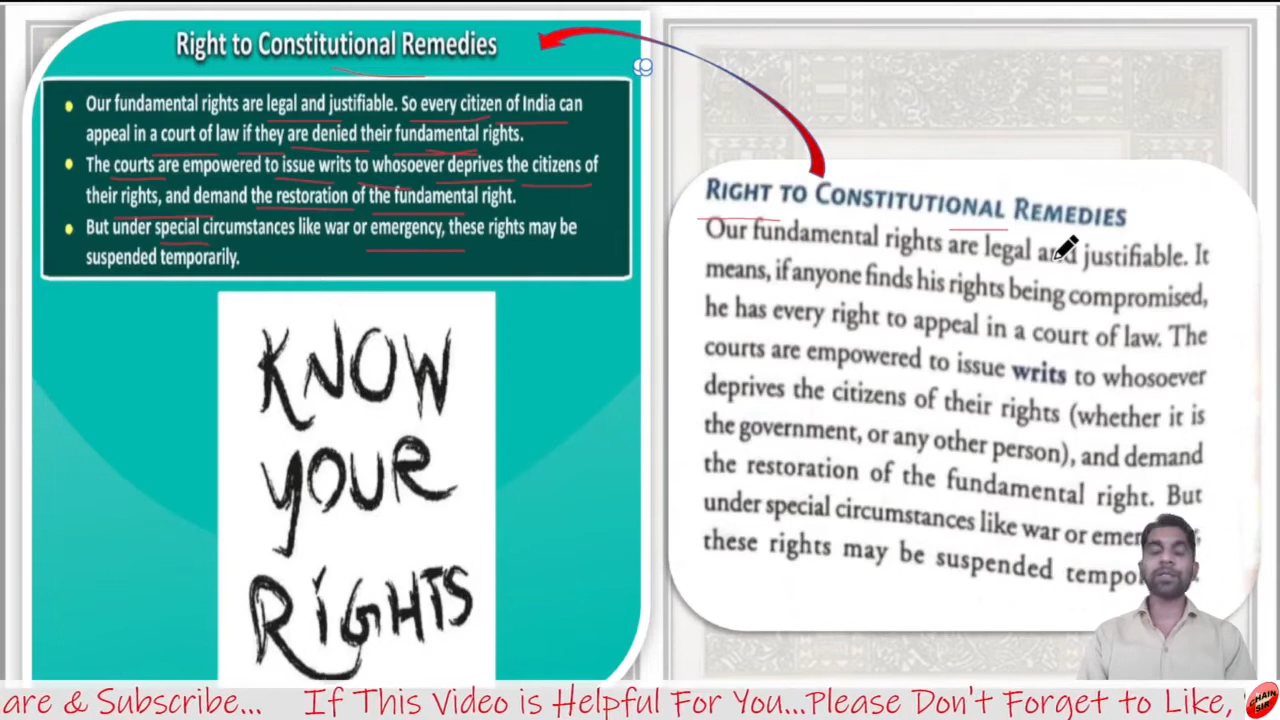 Right to Constitutional Remedies
Our fundamental rights are legal and justifiable. So every citizen of India can
appeal in a court of law if they are denied their fundamental rights.
The courts are empowered to issue writs to whosoever deprives the citizens of
their rights, and demand the restoration of the fundamental right.
But under special circumstances like war or emergency, these rights may be
suspended temporarily.
KNOW
YOUR
RiGHTS
RIGHT TO CONSTITUTIONAL REMEDIES
Our fundamental rights are legal and justifiable. It
means, if anyone finds his rights being compromised,
he has every right to appeal in a court of law. The
courts are empowered to issue writs to whosoever
deprives the citizens of their rights (whether it is
the government, or any other person), and demand
the restoration of the fundamental right. But
under special circumstances like war or
these rights may be suspended
are & Subscribe... If This Video is Helpful For You...Please Don't Forget to Like,
CHAIN
SIR